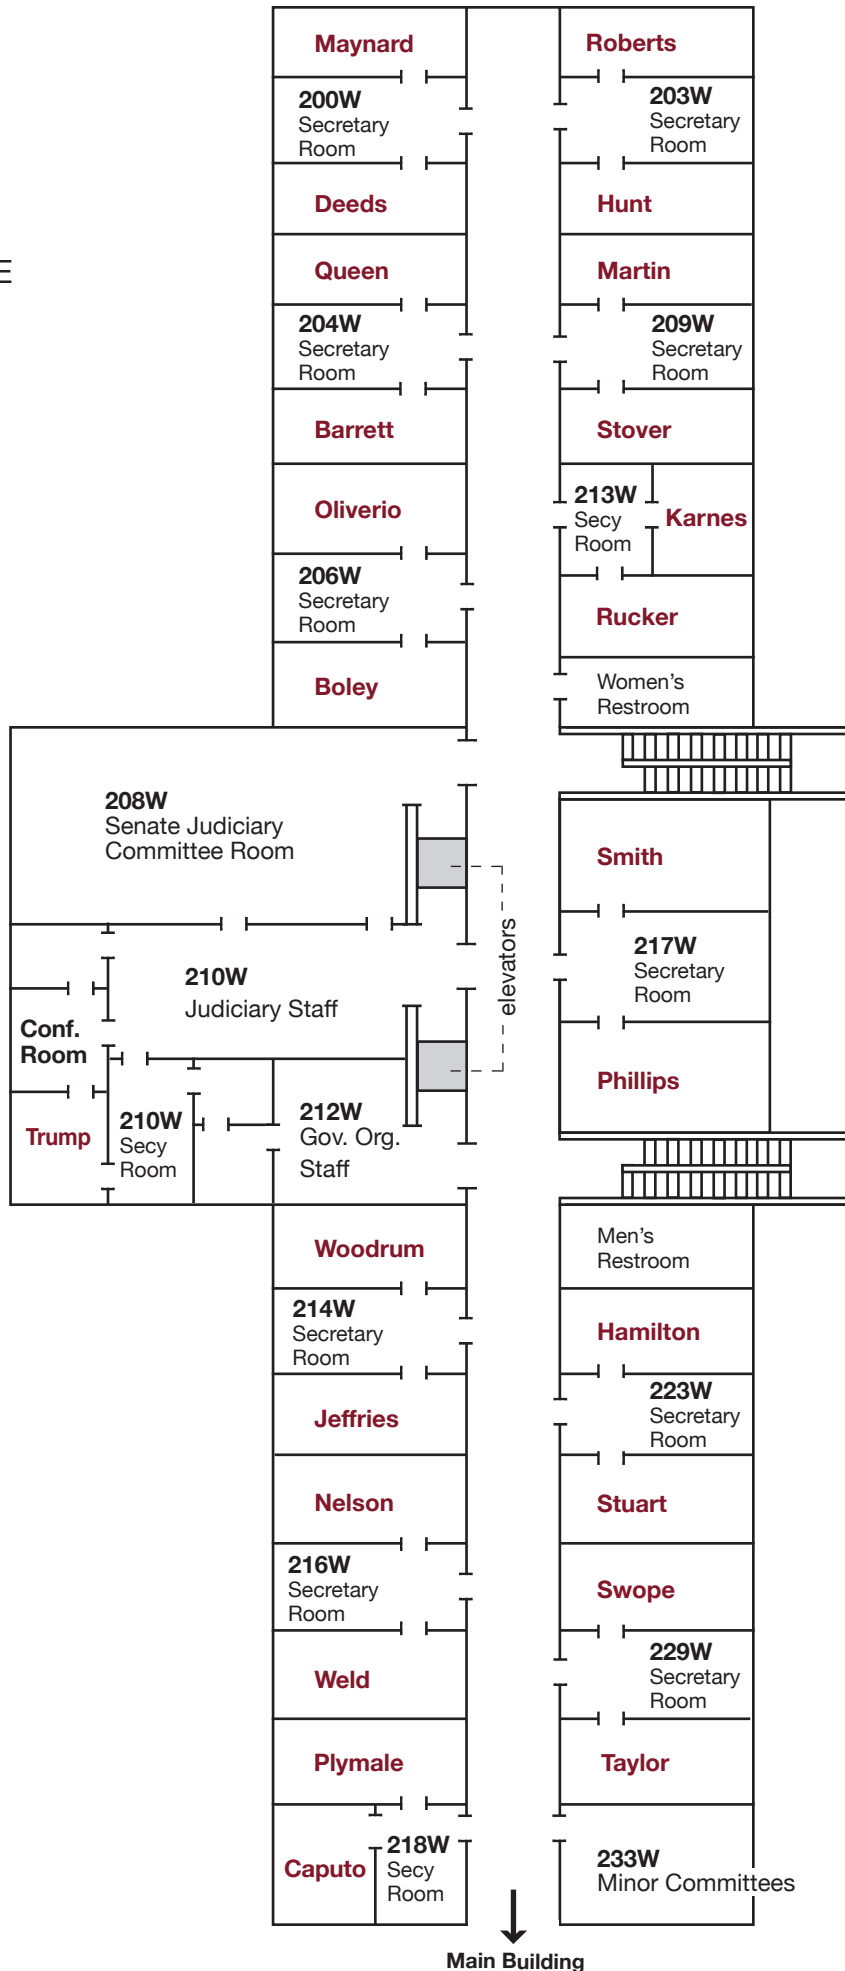 Maynard
200W
Secretary
Room
Deeds
Queen
204W
Secretary
Room
Barrett
Oliverio
206W
Secretary
Room
Boley
Roberts
203W
Secretary
Room
Hunt
Martin
209W
Secretary
Room
Stover
213W
Secy
Room
Karnes
Rucker
Women's
Restroom
E
208W
Senate Judiciary
Committee Room
210W
Judiciary Staff
Conf.
Room
Trump
210W
Secy
Room
212W
Gov. Org.
Staff
elevators
Smith
217W
Secretary
Room
Phillips
Woodrum
214W
Secretary
Room
Jeffries
Nelson
216W
Secretary
Room
Weld
Plymale
Caputo
218W
Secy
Room
Men's
Restroom
Hamilton
223W
Secretary
Room
Stuart
Swope
229W
Secretary
Room
Taylor
233W
Minor Committees
Main Building